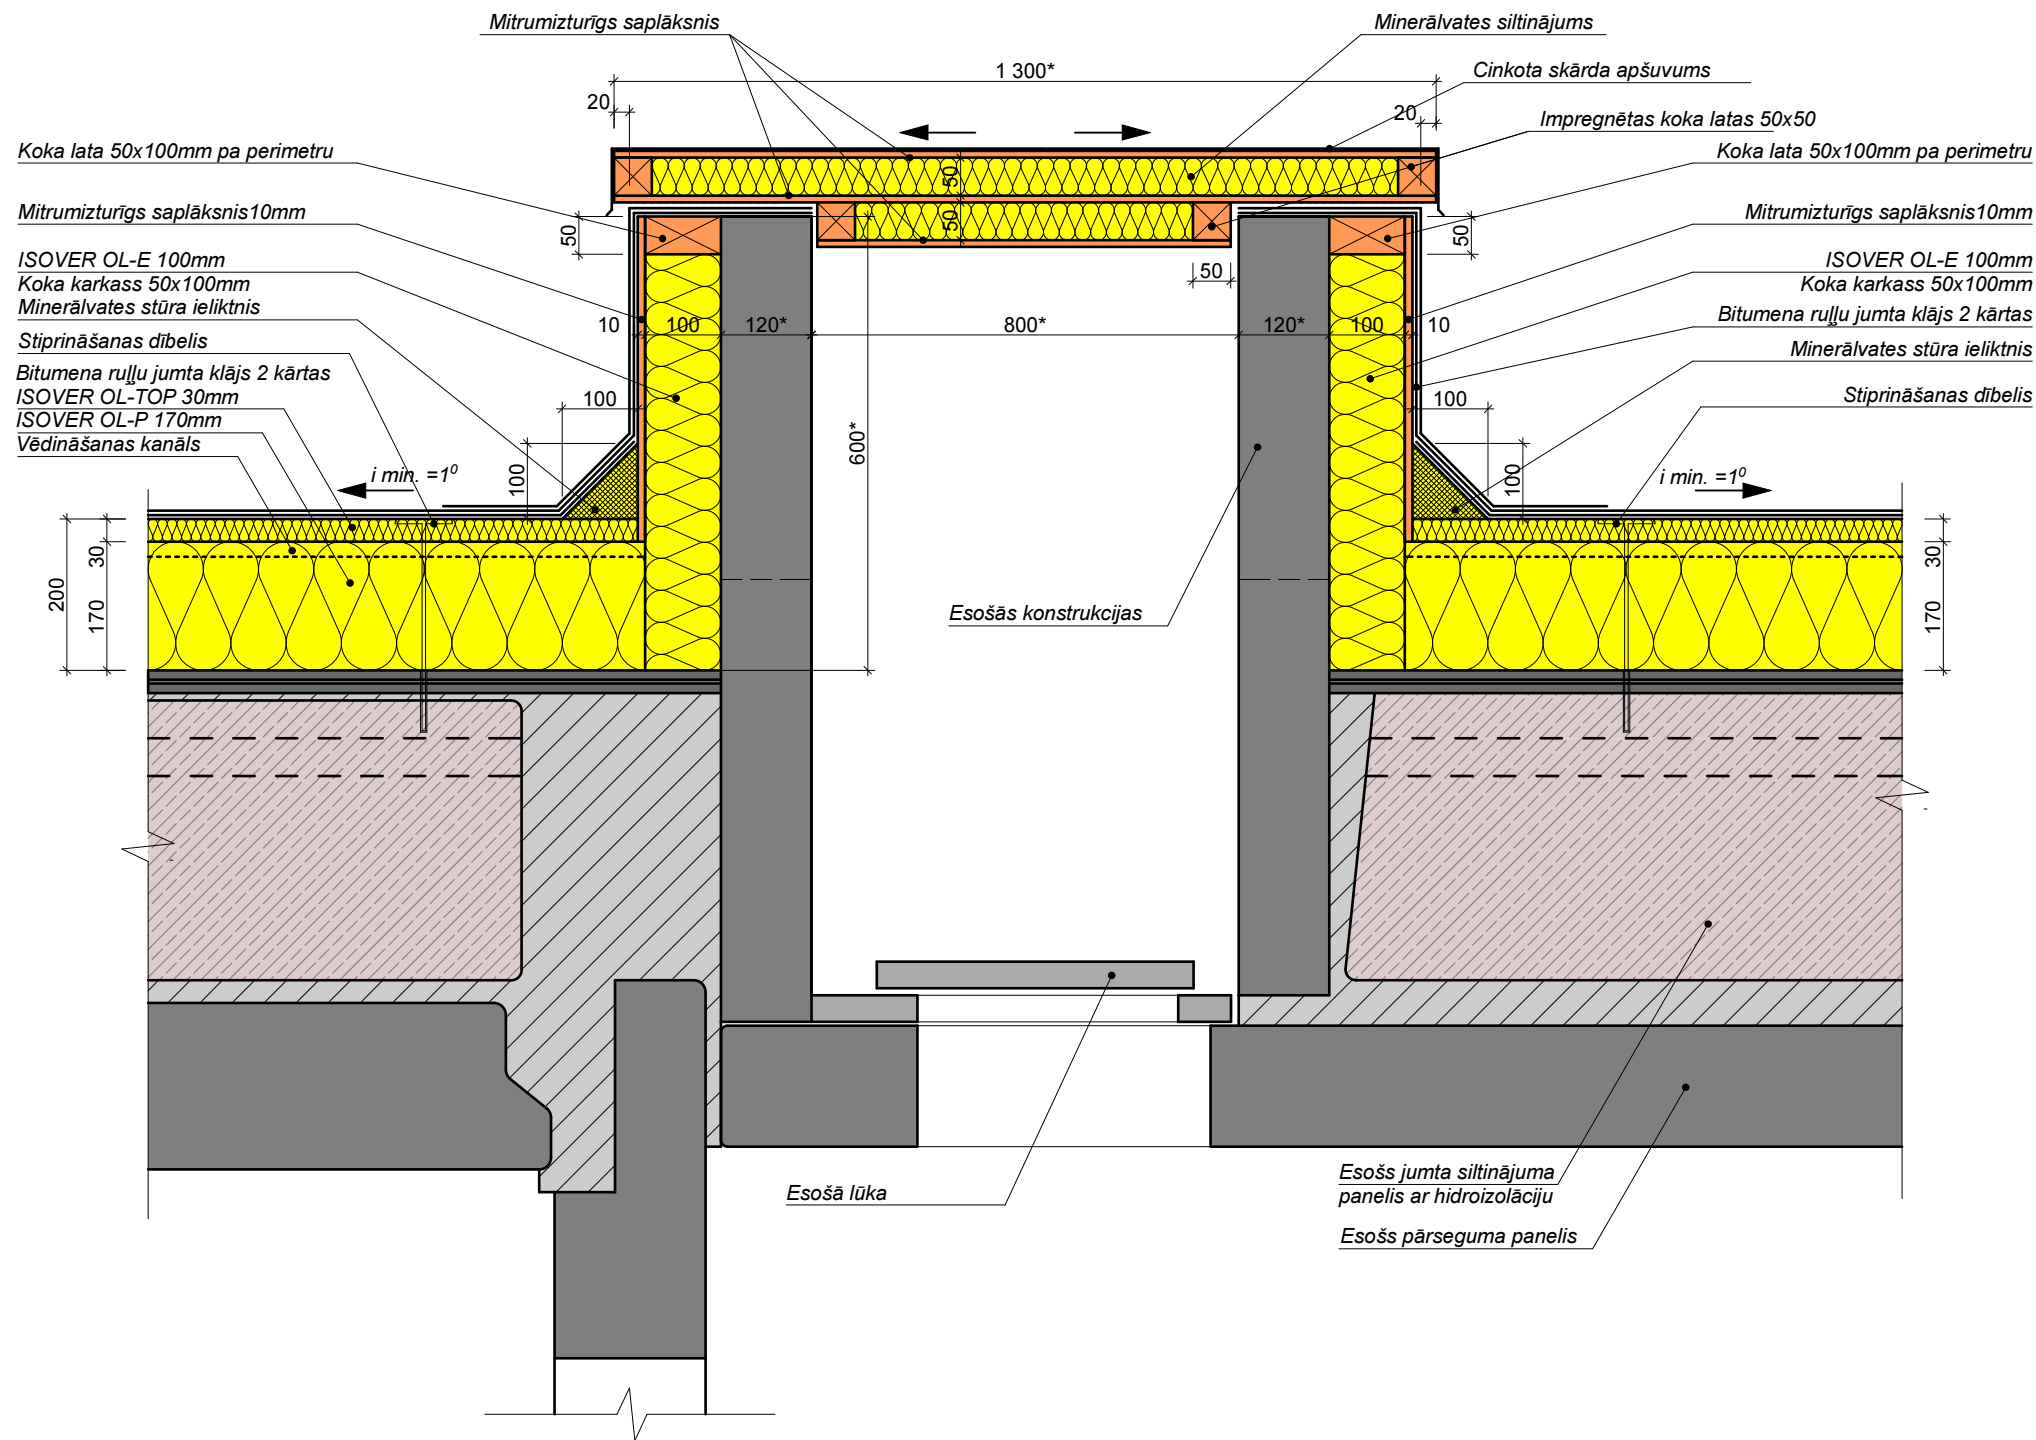 Mitrumizturīgs saplāksnis
Minerālvates siltinājums
1 300*
Cinkota skārda apšuvums
20
20
Impregnētas koka latas 50x50
Koka lata 50x100mm pa perimetru
Koka lata 50x100mm pa perimetru
50
Mitrumizturīgs saplāksnis10mm
Mitrumizturīgs saplāksnis10mm
50
50
50
ISOVER OL-E 100mm
Koka karkass 50x100mm
ISOVER OL-E 100mm
Koka karkass 50x100mm
50
Minerālvates stūra ieliktnis
Bitumena ruļļu jumta klājs 2 kārtas
10
100
120*
800*
120*
100
10
Stiprināšanas dībelis
Minerālvates stūra ieliktnis
Bitumena ruļļu jumta klājs 2 kārtas
ISOVER OL-TOP 30mm
Stiprināšanas dībelis
100
100
ISOVER OL-P 170mm
Vēdināšanas kanāls
600*
i min. =1⁰
100
100
i min. =1⁰
200
30
170
30
170
Esošās konstrukcijas
Esošā lūka
Esošs jumta siltinājuma
panelis ar hidroizolāciju
Esošs pārseguma panelis